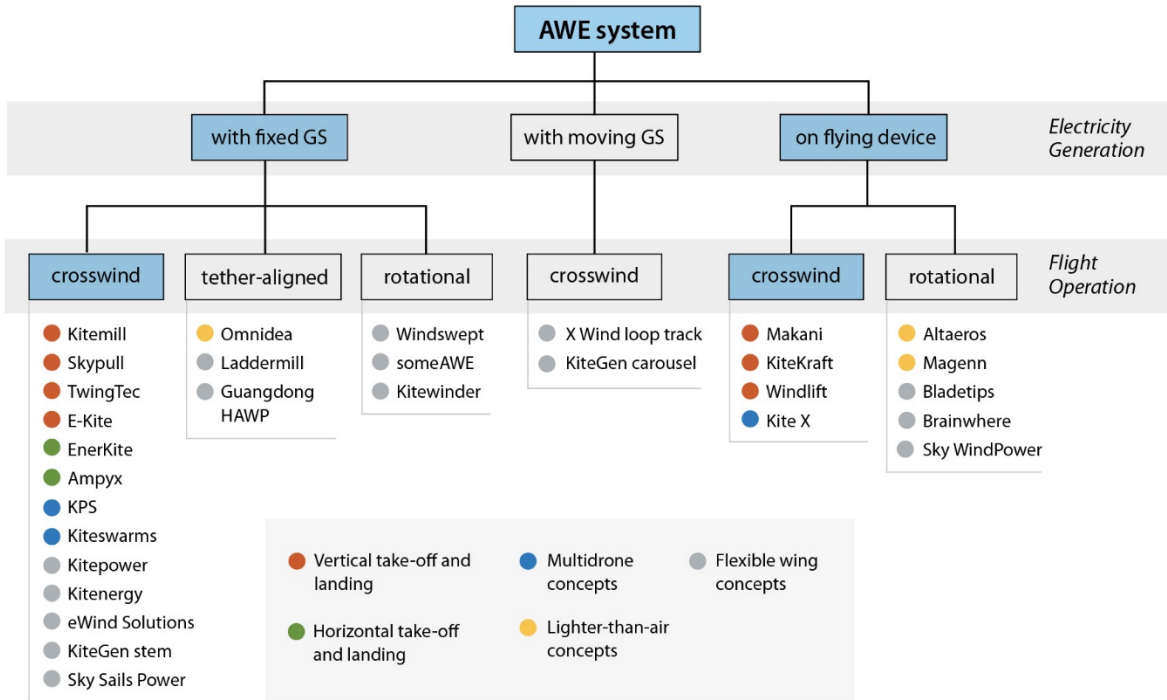 AWE system
with fixed GS
with moving GS
on flying device
Electricity
Generation
crosswind
tether-aligned
rotational
crosswind
crosswind
rotational
Flight
Operation
Kitemill
Skypull
TwingTec
E-Kite
EnerKite
Ampyx
KPS
Kiteswarms
Kitepower
Kitenergy
eWind Solutions
KiteGen stem
Sky Sails Power
Omnidea
Laddermill
Guangdong
HAWP
Windswept
someAWE
Kitewinder
X Wind loop track
KiteGen carousel
Makani
KiteKraft
Windlift
Kite X
Altaeros
Magenn
Bladetips
Brainwhere
Sky WindPower
Vertical take-off and
landing
Horizontal take-off
and landing
Multidrone
concepts
Lighter-than-air
concepts
Flexible wing
concepts